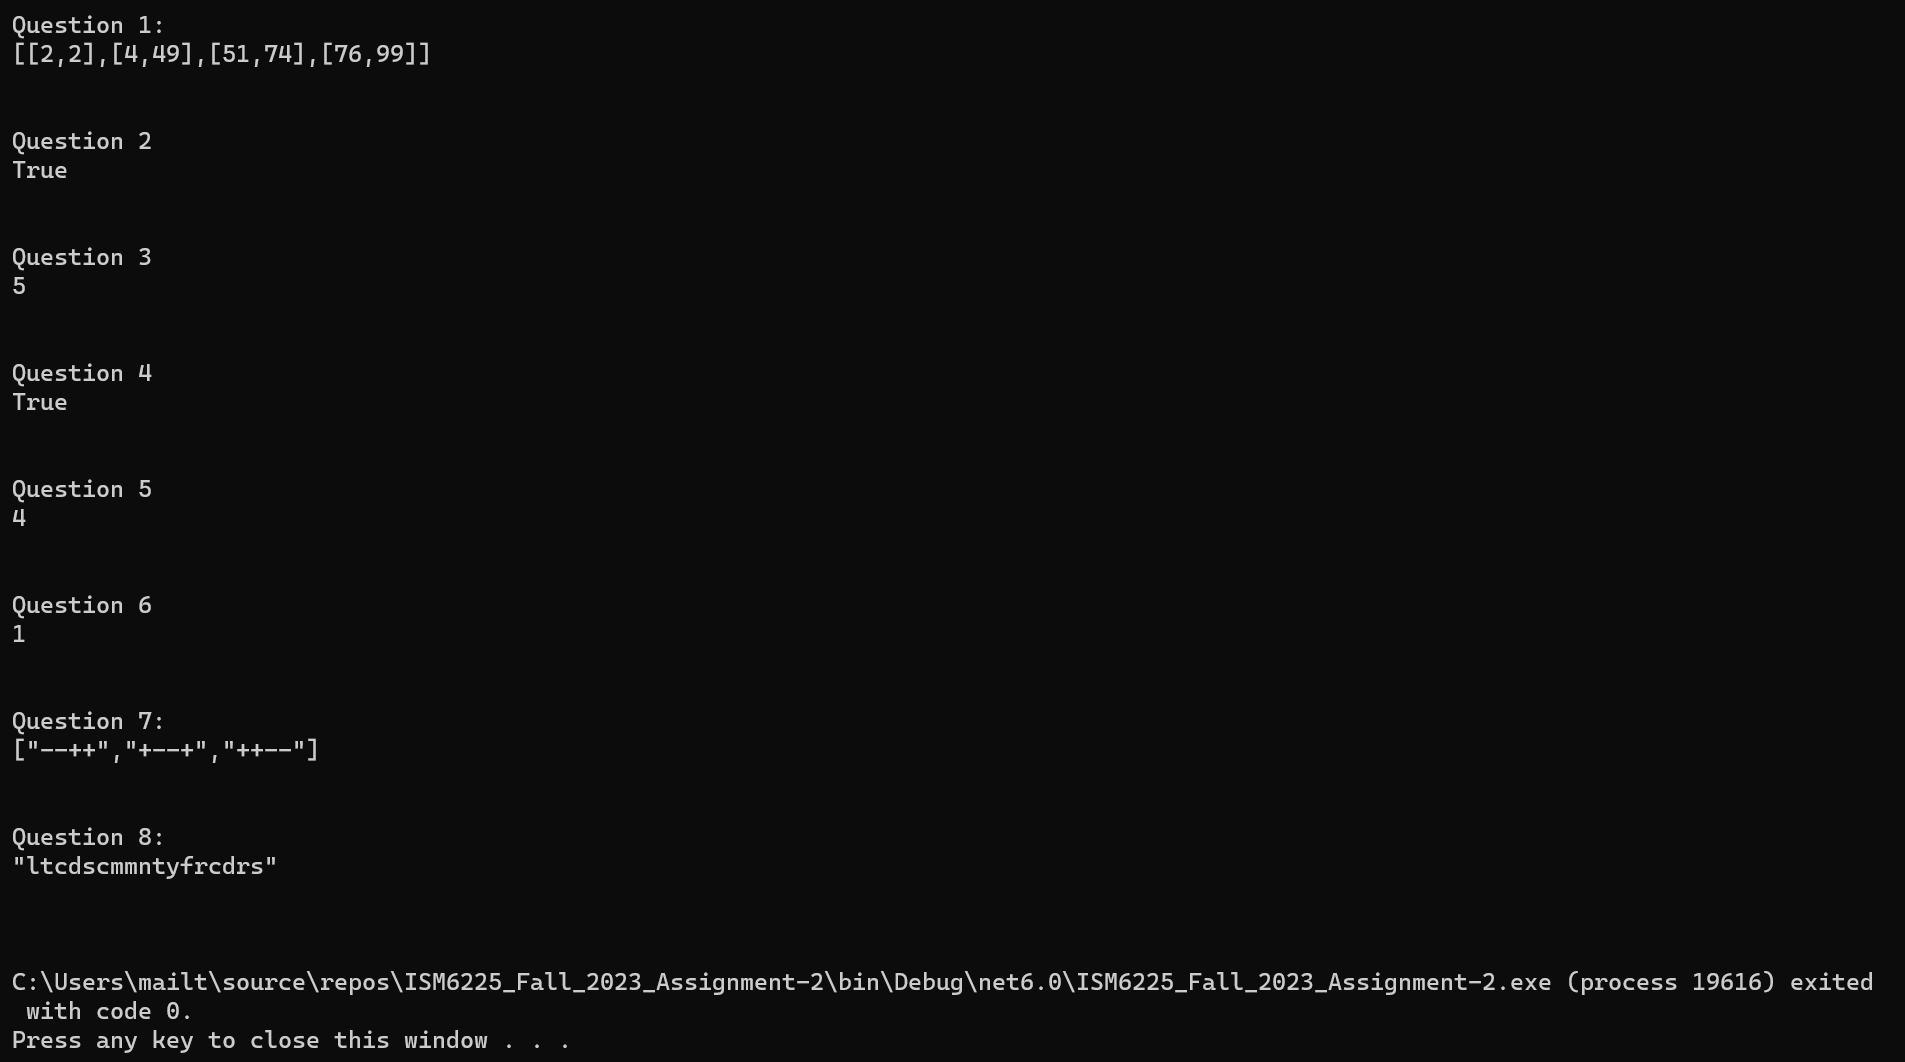 Question 1:
[[2,2],[4,49],[51,74],[76,99]]
Question 2
True
Question 3
5
Question 4
True
Question 5
4
Question 6
1
Question 7:
["--++","+--+","++--"]
Question 8:
"ltcdscmmntyfrcdrs"
C:\Users\mailt\source\repos\ISM6225_Fall_2023_Assignment-2\bin\Debug\net6.0\ISM6225_Fall_2023_Assignment-2.exe (process 19616) exited
 with code 0.
Press any key to close this window . . .